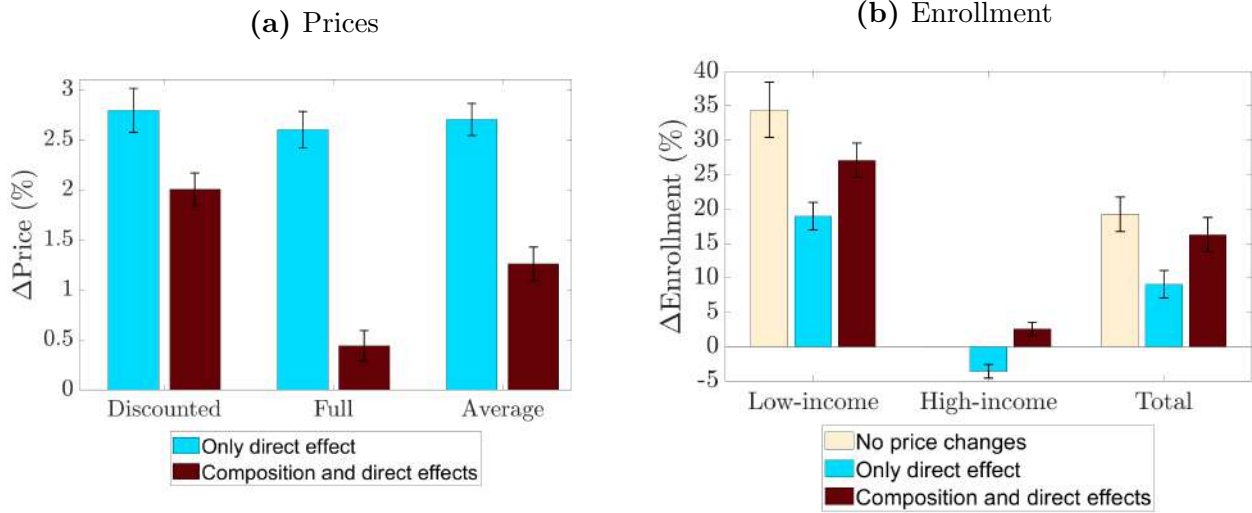 (a) Prices
ΔPrice (%)
3
2.5
2
1.5
1
0.5
0
Discounted Full Average
Only direct effect
Composition and direct effects
(b) Enrollment
ΔEnrollment (%)
40
35
30
25
20
15
10
5
0
-5
Low-income High-income Total
No price changes
Only direct effect
Composition and direct effects